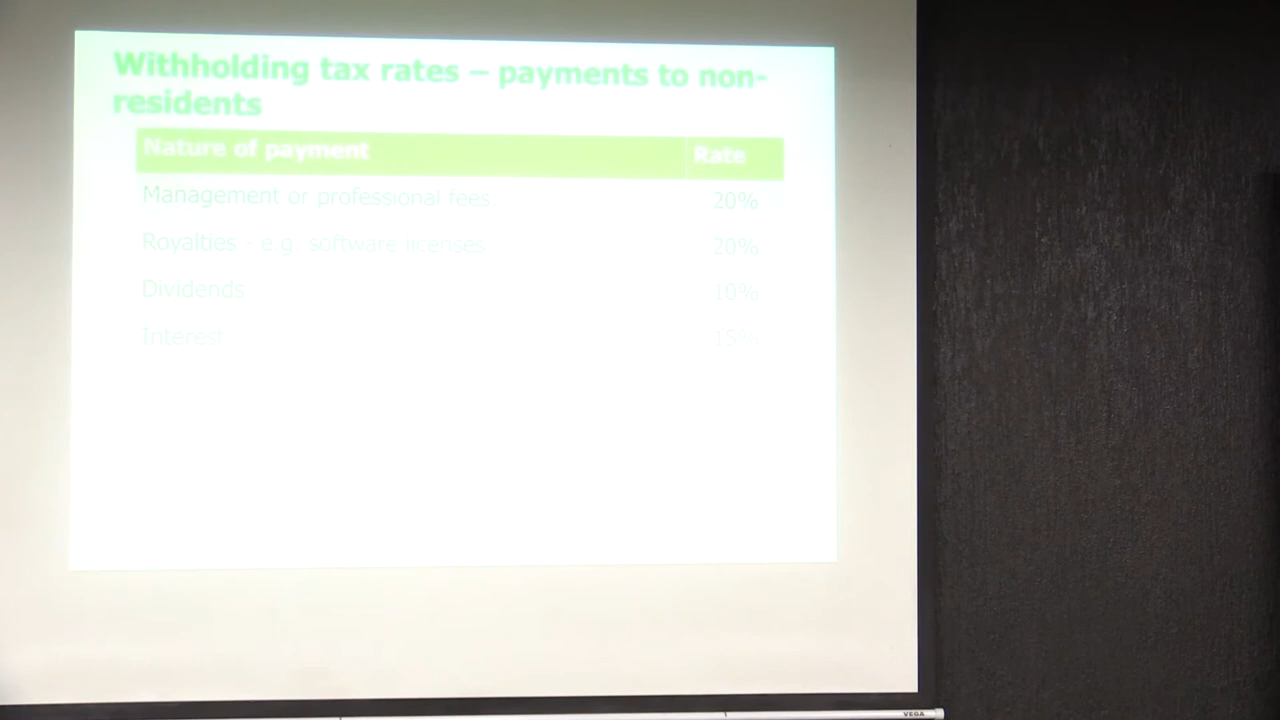 Withholding tax rates – payments to non-
residents
Nature of payment Rate
Management or professional fees. 20%
Royalties - e.g. software licenses 20%
Dividends 10%
Interest 15%
VEGA